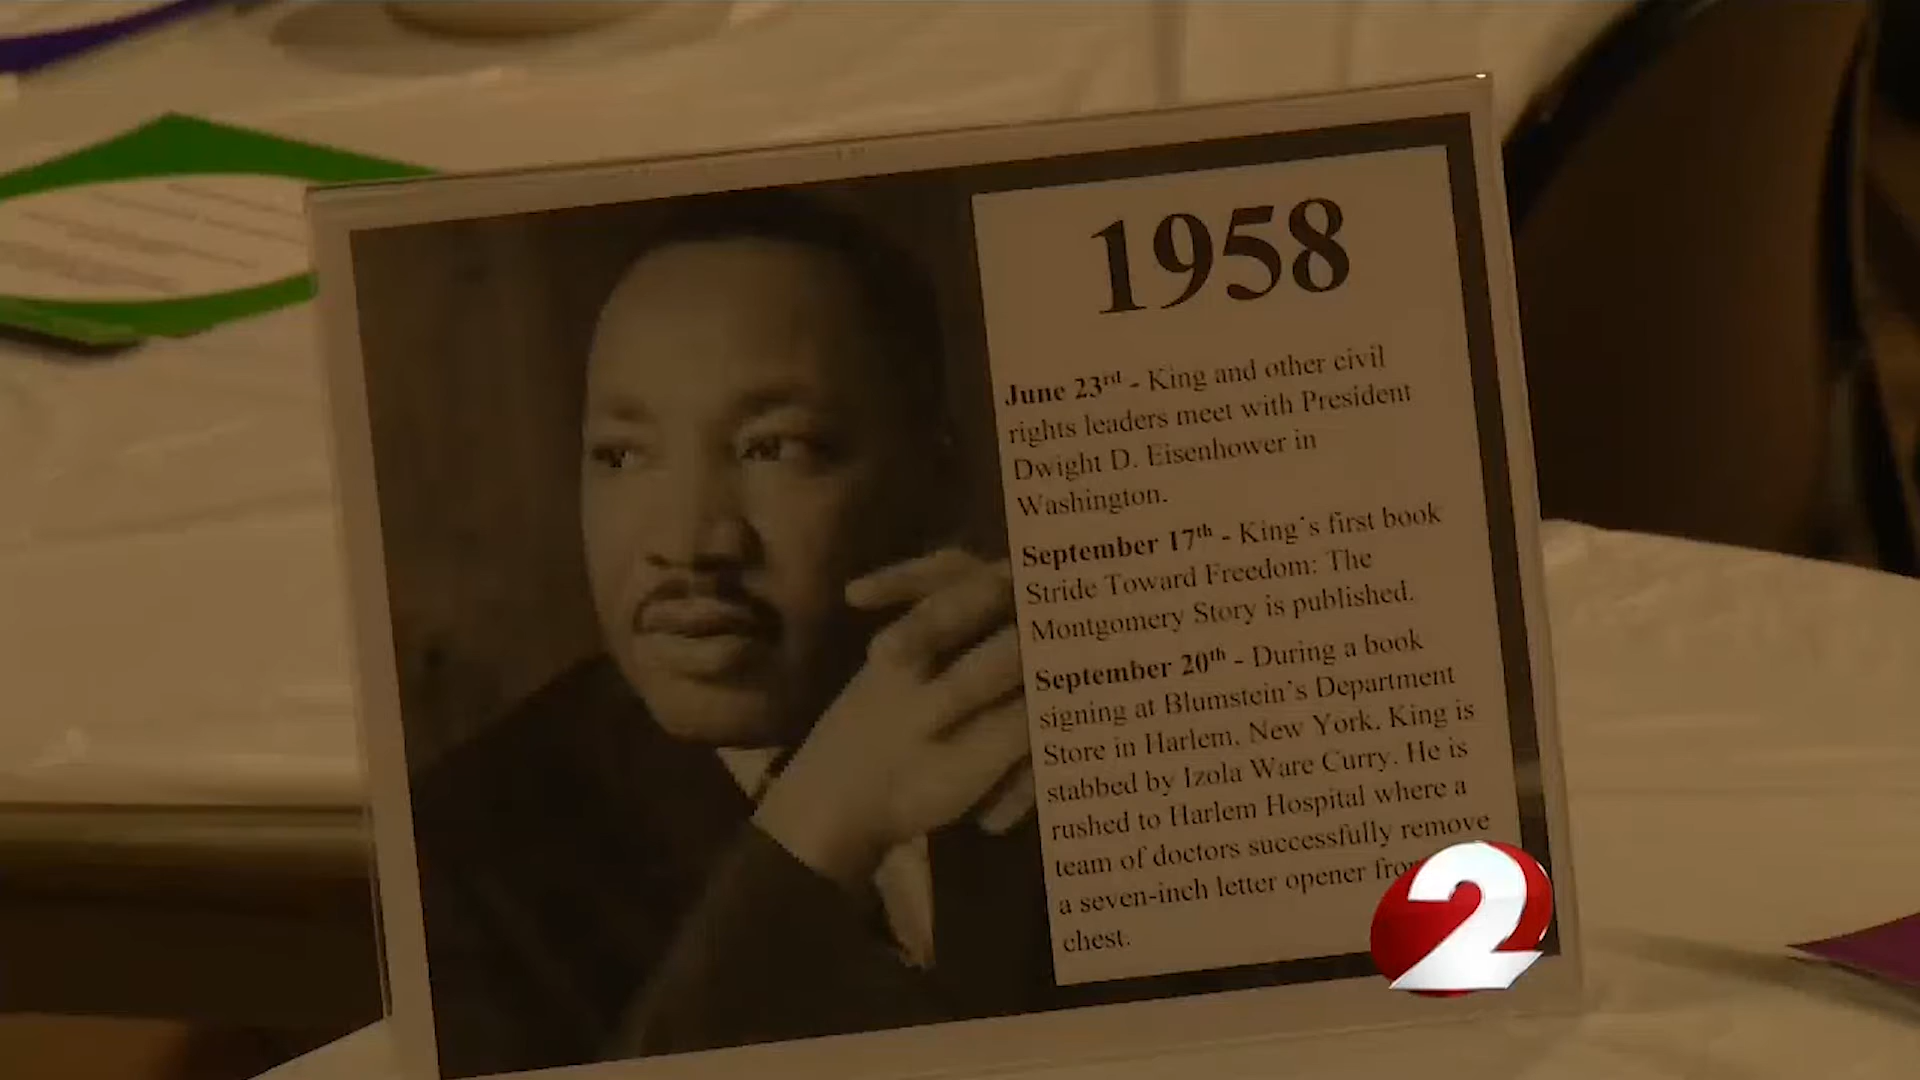 1958
June 23rd - King and other civil
rights leaders meet with President
Dwight D. Eisenhower in
Washington.
September 17th - King´s first book
Stride Toward Freedom: The
Montgomery Story is published.
September 20th - During a book
signing at Blumstein's Department
Store in Harlem, New York, King is
stabbed by Izola Ware Curry. He is
rushed to Harlem Hospital where a
team of doctors successfully remove
a seven-inch letter opener
chest.
2